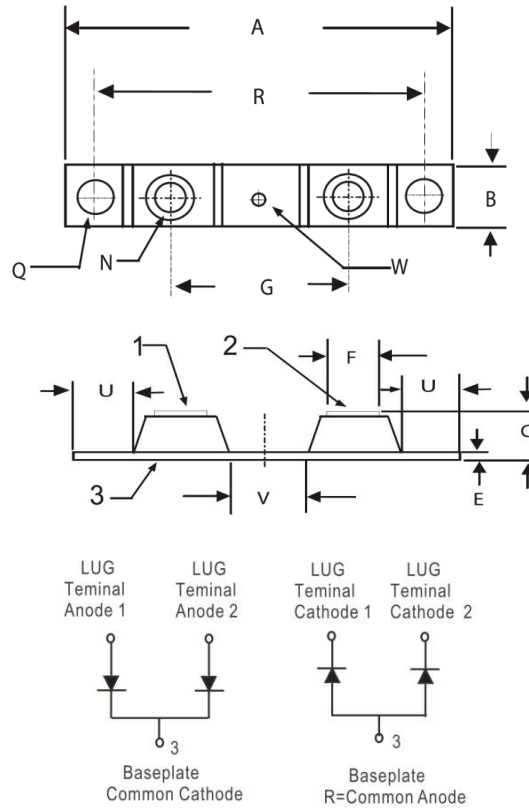 A
R
B
Q
N
G
W
1
2
F
U
U
C
3
V
E
LUG
Teminal
Anode 1
LUG
Teminal
Anode 2
LUG
Teminal
Cathode 1
LUG
Teminal
Cathode 2
3
Baseplate
Common Cathode
3
Baseplate
R=Common Anode